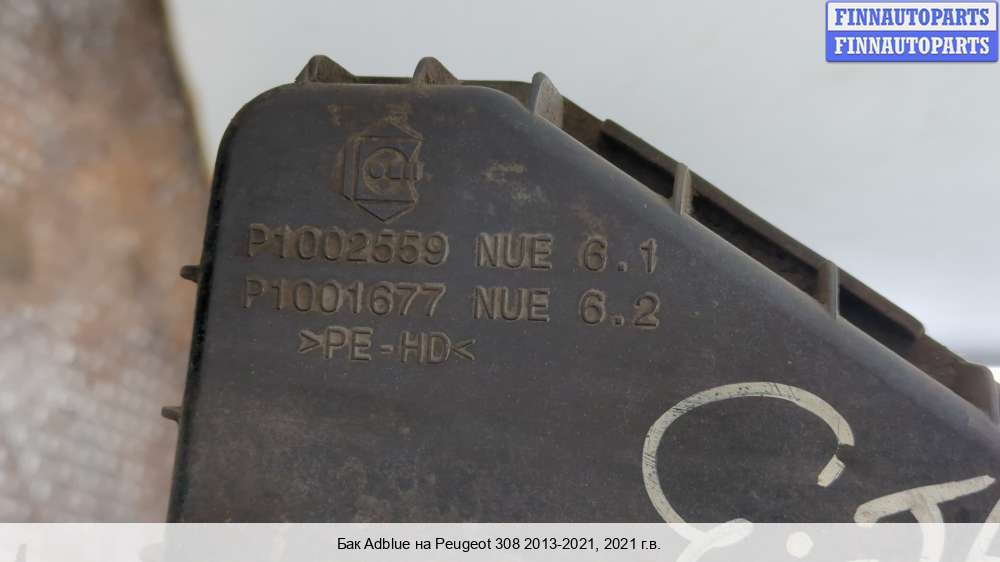 FINNAUTOPARTS
FINNAUTOPARTS
P1002559 NUE 6.1
P1001677 NUE 6.2
>PE-HD<
Бак Adblue на Peugeot 308 2013-2021, 2021 г.в.